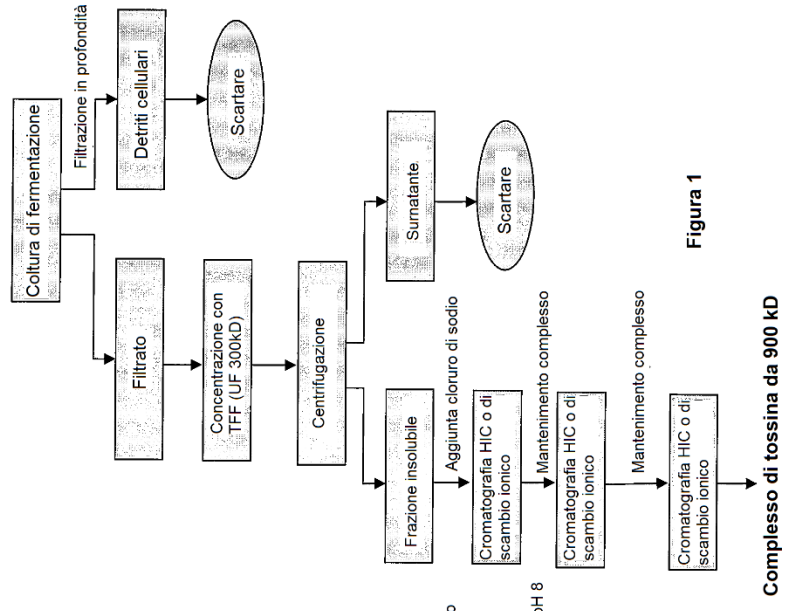 Coltura di fermentazione
Filtrazione in profondità
Filtrato
Detriti cellulari
Scartare
Concentrazione con
TFF (UF 300kD)
Centrifugazione
Frazione insolubile
Surnatante.
Scartare
Aggiunta cloruro di sodio
Cromatografia HIC o di
scambio ionico
Mantenimento complesso
Cromatografia HIC o di
scambio ionico
Mantenimento complesso
Cromatografia HIC o di
scambio ionico
Complesso di tossina da 900 kD
Figura 1
o
pH 8